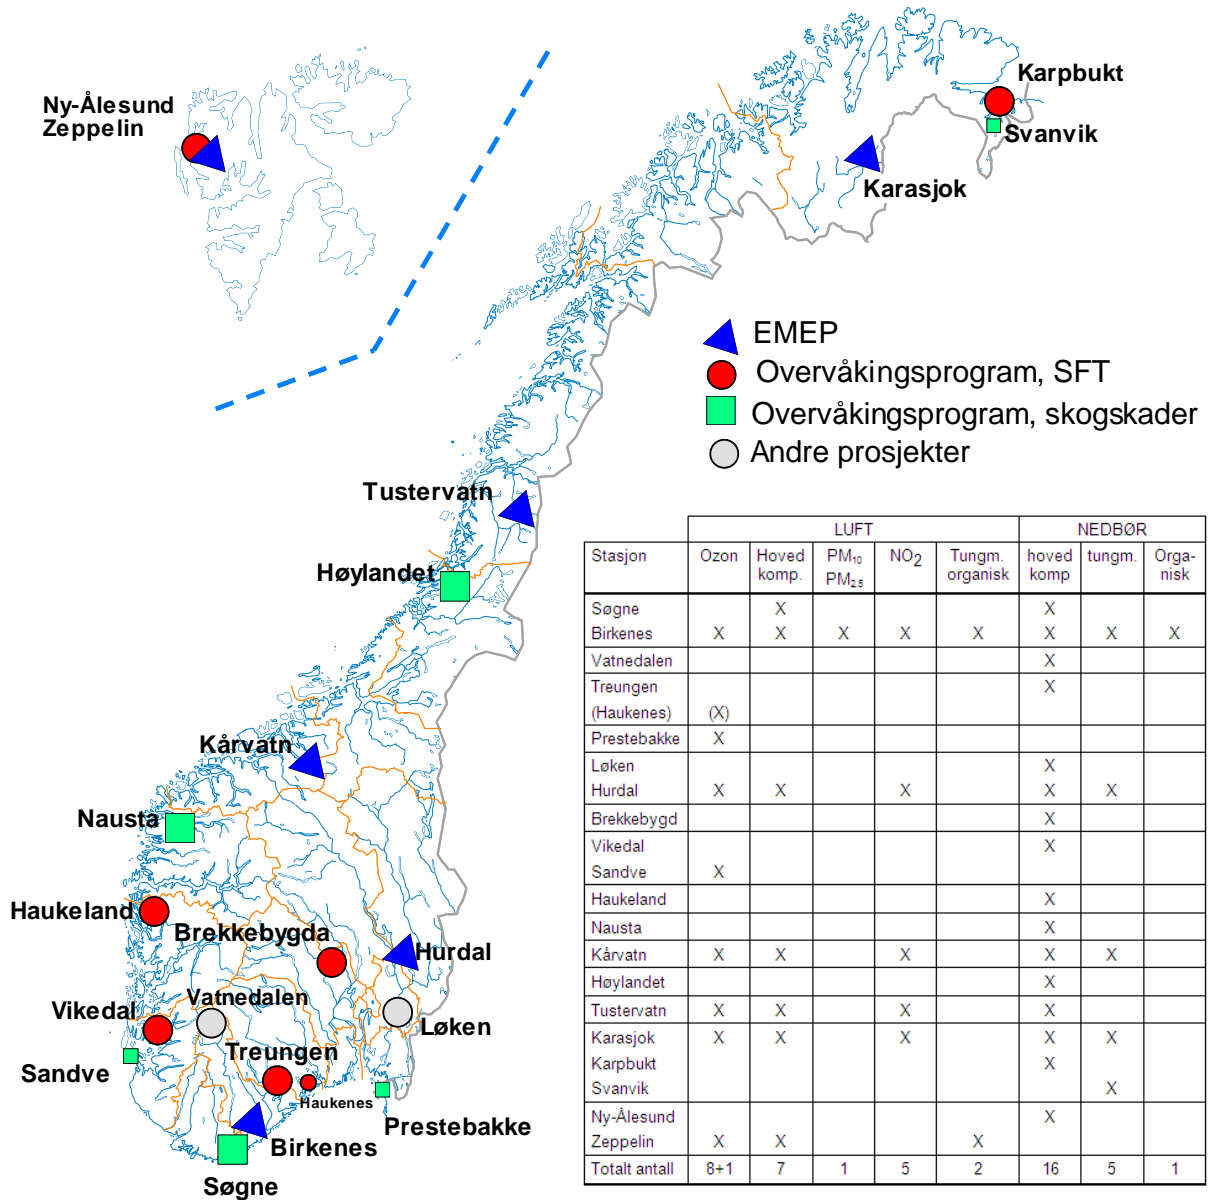 Ny-Ålesund
Zeppelin
Karpbukt
Svanvik
Karasjok
EMEP
Overvåkingsprogram, SFT
Overvåkingsprogram, skogskader
Andre prosjekter
Tustervatn
Høylandet
Kårvatn
Nausta
Haukeland
Brekkebygda
Hurdal
Vatnedalen
Vikedal
Løken
Treungen
Sandve
Haukenes
Prestebakke
Birkenes
Søgne
LUFT NEDBØR
Stasjon Ozon Hoved komp. PM10 PM2.5 NO2 Tungm. organisk hoved komp tungm. Orga-nisk
Søgne X X
Birkenes X X X X X X X X
Vatnedalen X
Treungen X
(Haukenes) (X)
Prestebakke X
Løken X
Hurdal X X X X X
Brekkebygd X
Vikedal X
Sandve X
Haukeland X
Nausta X
Kårvatn X X X X X
Høylandet X
Tustervatn X X X X
Karasjok X X X X X
Karpbukt X
Svanvik X
Ny-Ålesund X
Zeppelin X X X
Totalt antall 8+1 7 1 5 2 16 5 1